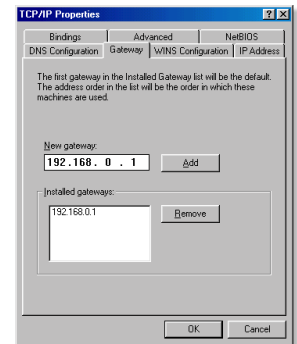 TCP/IP Properties
Bindings Advanced NetBIOS
DNS Configuration Gateway WINS Configuration IP Address
The first gateway in the Installed Gateway list will be the default.
The address order in the list will be the order in which these
machines are used.
New gateway:
192.168. 0 . 1 Add
Installed gateways:
192.168.0.1 Remove
OK Cancel